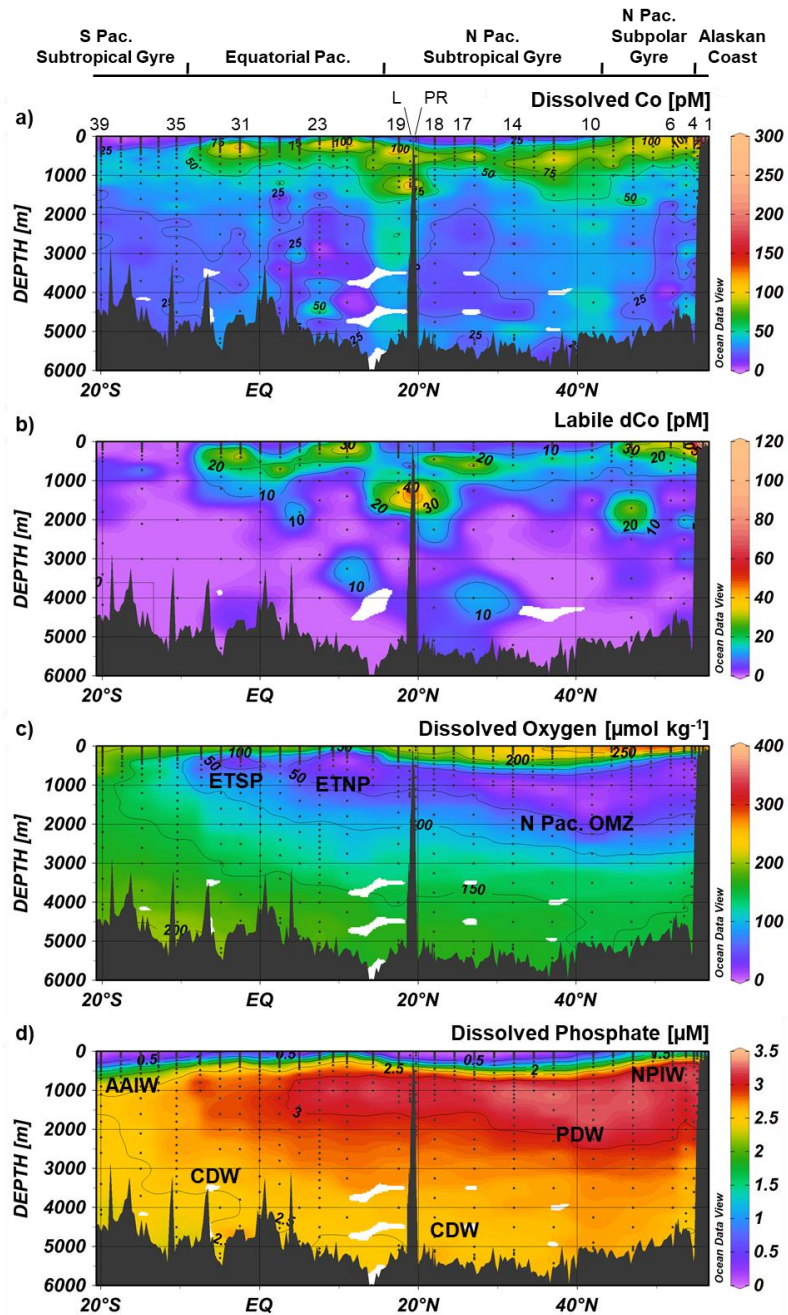 S Pac. Subtropical Gyre
Equatorial Pac.
N Pac. Subtropical Gyre
N Pac. Subpolar Gyre
Alaskan Coast
a)
L PR
Dissolved Co [pM]
39 35 31 23 19 18 17 14 10 6 4 1
DEPTH [m]
0
1000
2000
3000
4000
5000
6000
20°S EQ 20°N 40°N
25 50 75 75 100 100 75 50 75 100 50
25 25 50 25 25 25 25
Ocean Data View
300
250
200
150
100
50
0
b)
Labile dCo [pM]
DEPTH [m]
0
1000
2000
3000
4000
5000
6000
20°S EQ 20°N 40°N
20 30 20 10 30 20
10 40 20 30 20 10
10 10 10
Ocean Data View
120
100
80
60
40
20
0
c)
Dissolved Oxygen [µmol kg⁻¹]
DEPTH [m]
0
1000
2000
3000
4000
5000
6000
20°S EQ 20°N 40°N
50 100 50 200 250
ETSP
ETNP
N Pac. OMZ
150
200
Ocean Data View
400
300
200
100
0
d)
Dissolved Phosphate [µM]
DEPTH [m]
0
1000
2000
3000
4000
5000
6000
20°S EQ 20°N 40°N
0.5 1 0.5 2.5 0.5 2 1.5
AAIW
NPIW
3
PDW
CDW
CDW
Ocean Data View
3.5
3
2.5
2
1.5
1
0.5
0